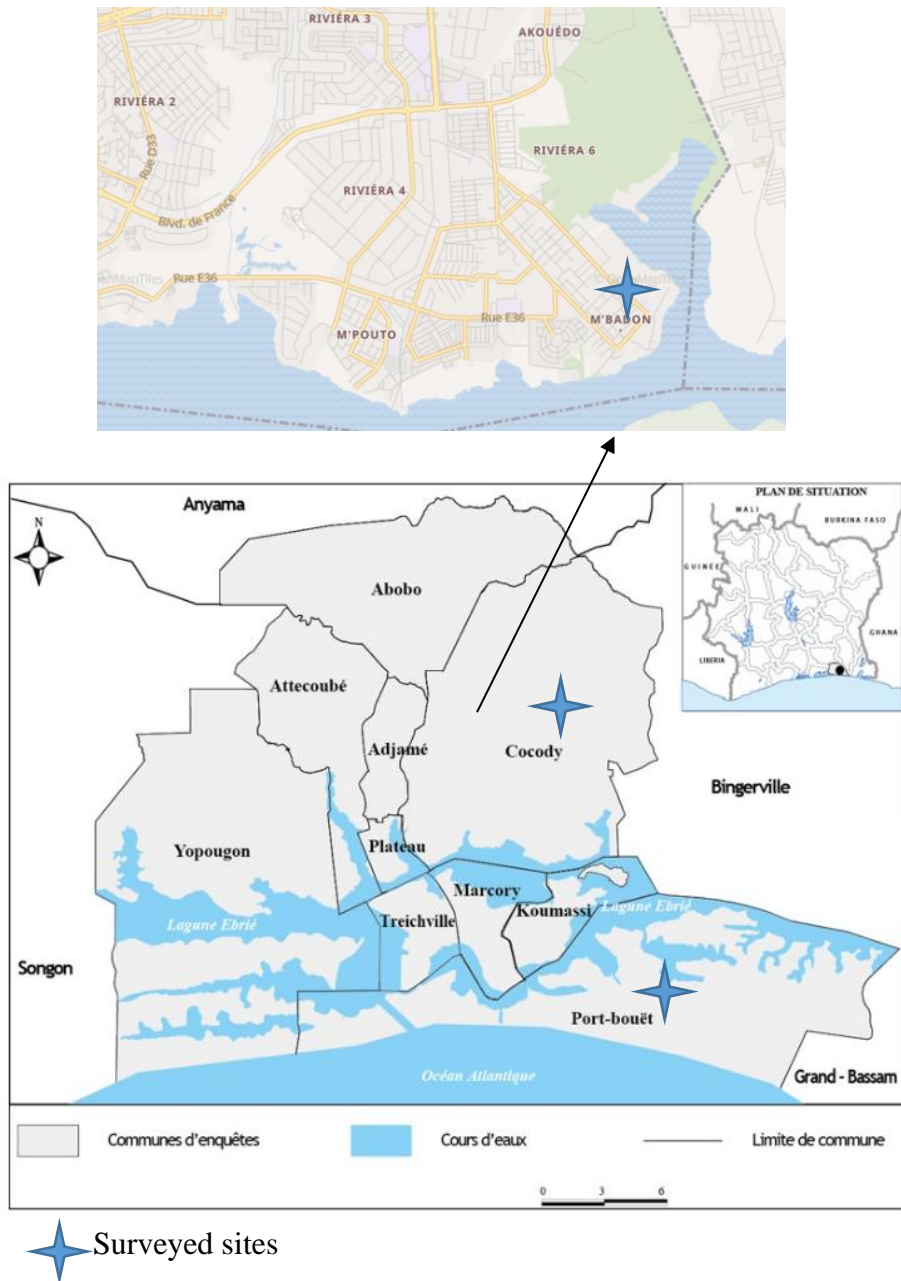 RIVIÉRA 3
AKOUÉDO
RIVIÉRA 2
Rue D33
RIVIÉRA 6
RIVIÉRA 4
Blvd. de France
enMapTiles
Rue E36
MapTiles
Rue E36
M'BADON
M'POUTO
Anyama
PLAN DE SITUATION
MALI
BURKINA FASO
N
GUINÉE
Abobo
GHANA
LIBERIA
Attecoubé
Adjamé
Cocody
Bingerville
Yopougon
Plateau
Marcory
Koumassi
Lagune Ebrié
Treichville
Lagune Ebrié
Songon
Port-bouët
Océan Atlantique
Grand - Bassam
Communes d'enquêtes
Cours d'eaux
Limite de commune
0 3 6
Surveyed sites